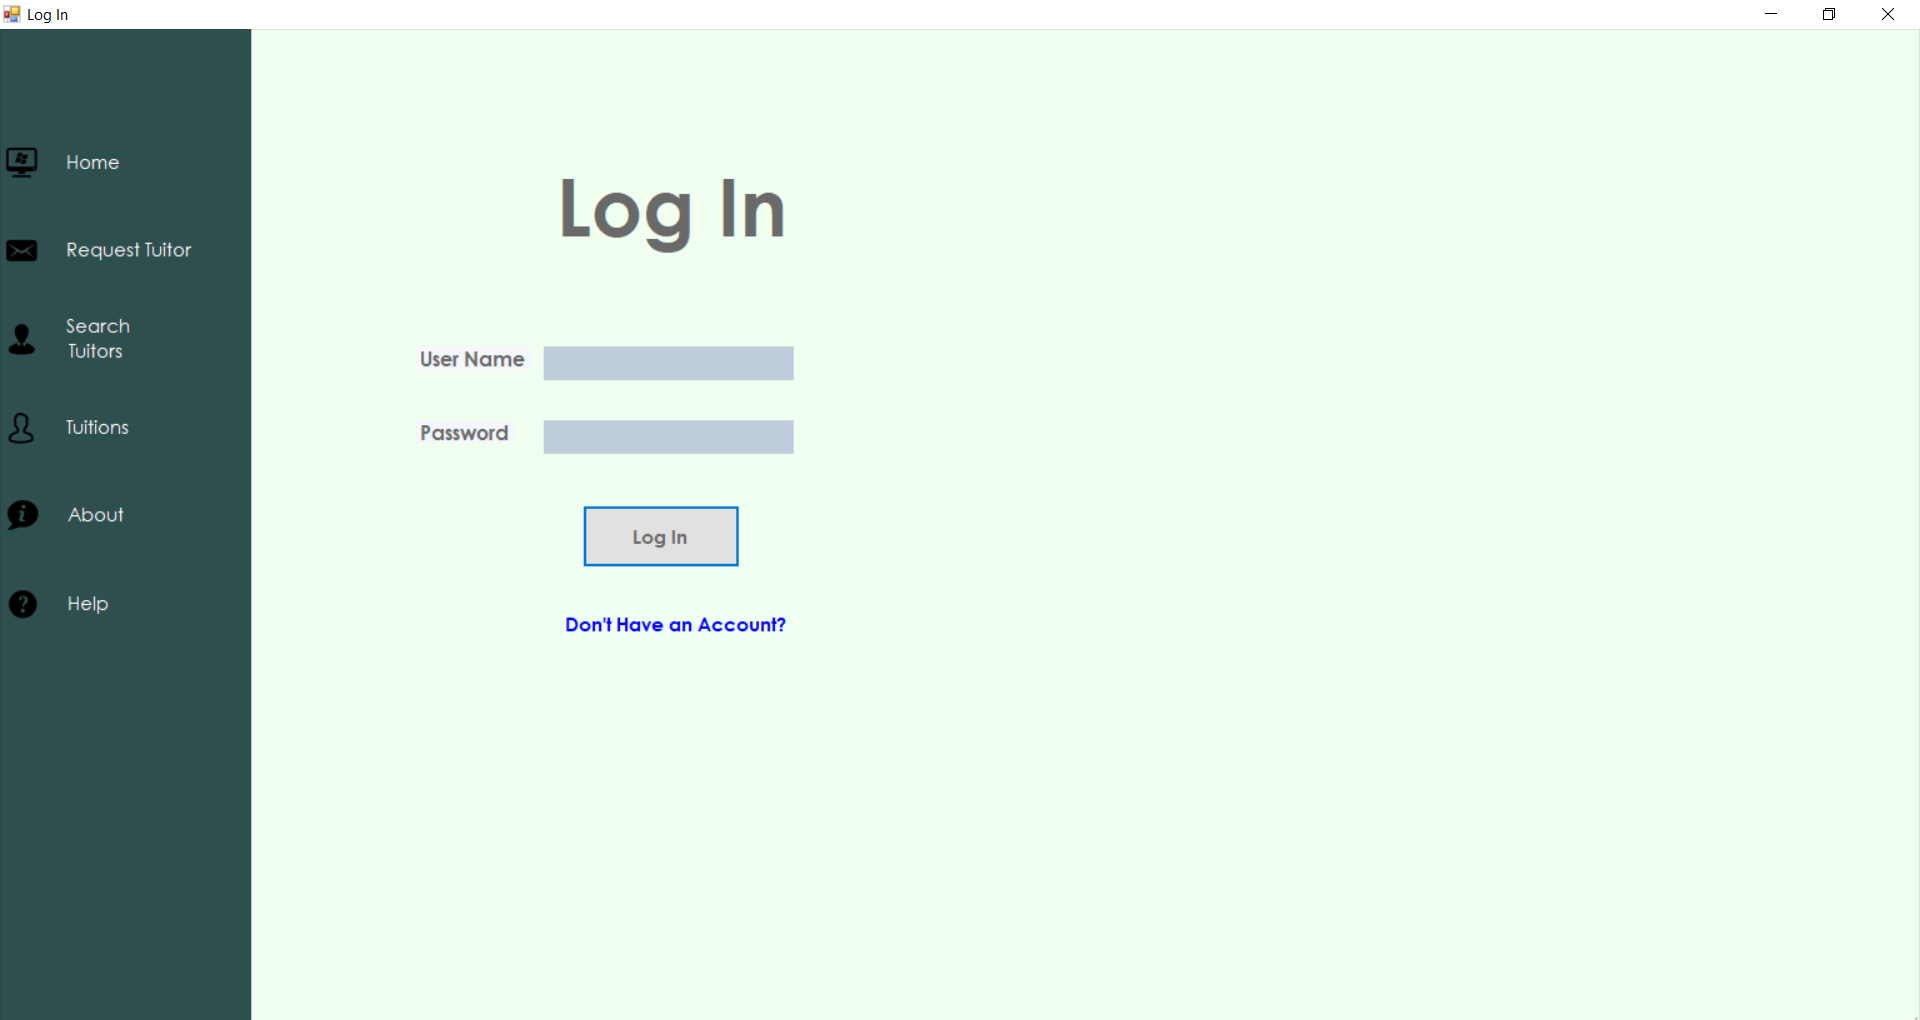 Log In
Home
Request Tuitor
Search
Tuitors
Tuitions
About
Help
Log In
User Name
Password
Log In
Don't Have an Account?